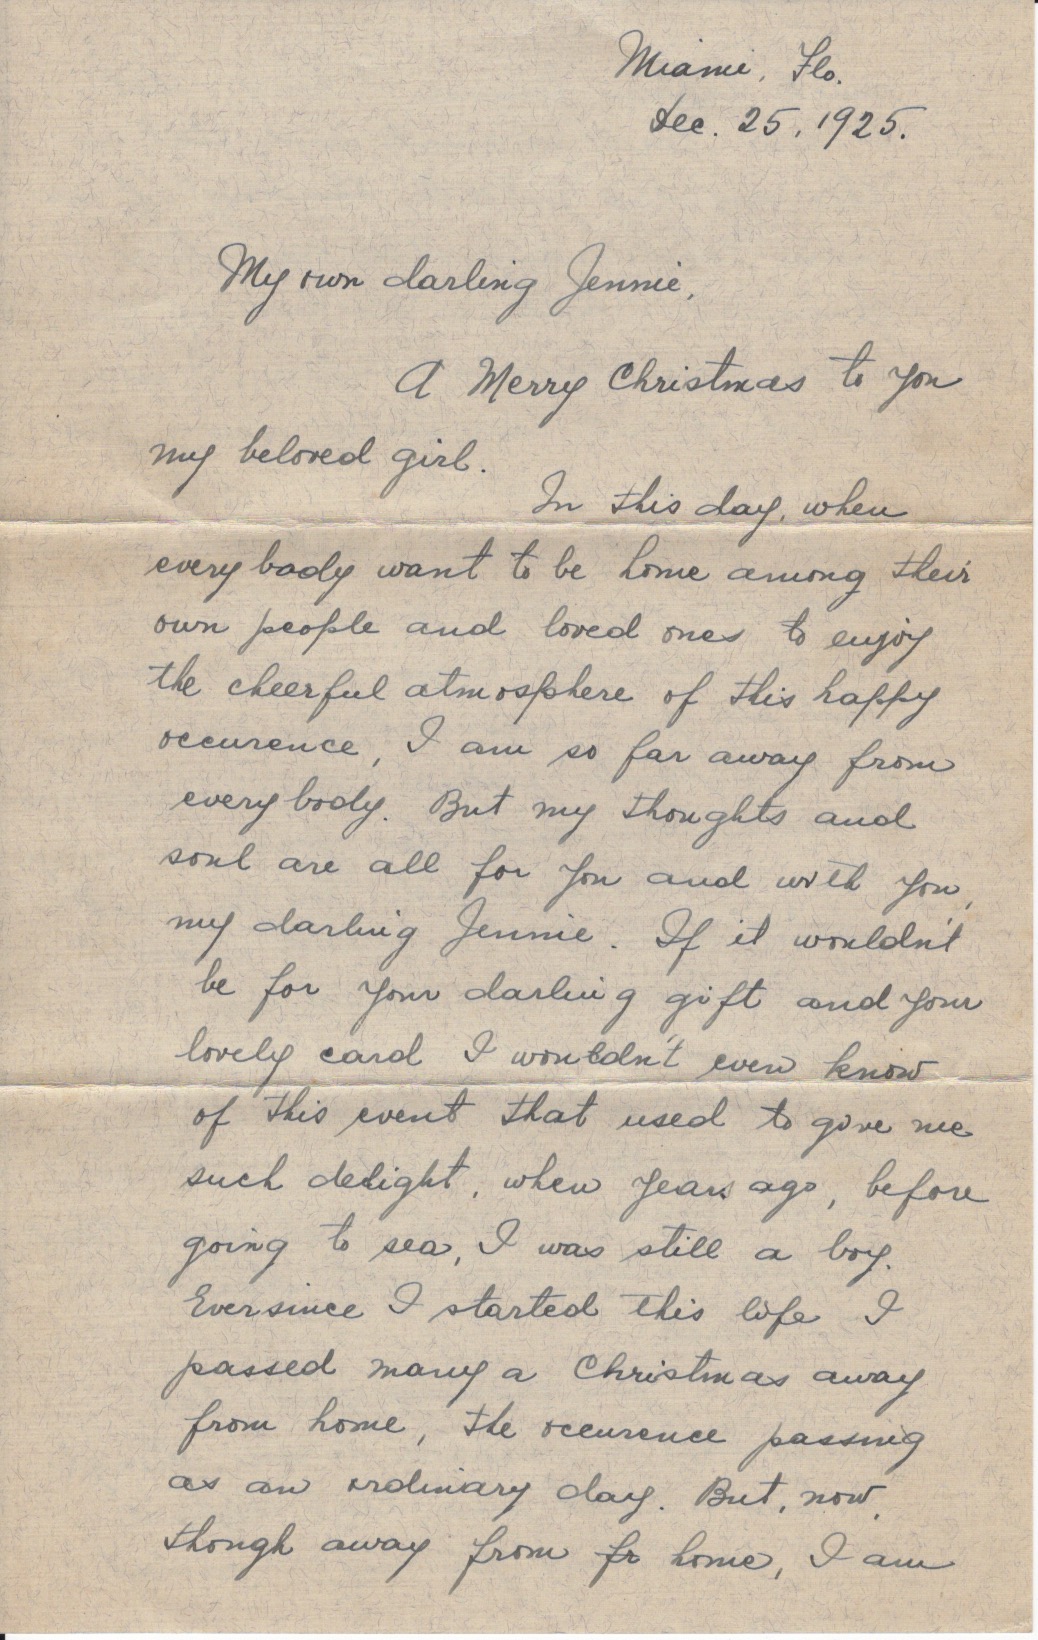 Miami, Fla.
Dec. 25, 1925.
My own darling Jennie,
A Merry Christmas to you
my beloved girl.
In this day, when
everybody want to be home among their
own people and loved ones to enjoy
the cheerful atmosphere of this happy
occurence, I am so far away from
everybody. But my thoughts and
soul are all for you and with you,
my darling Jennie. If it wouldn't
be for your darling gift and your
lovely card I wouldn't even know
of this event that used to give me
such delight, when years ago, before
going to sea, I was still a boy.
Eversince I started this life I
passed many a Christmas away
from home, the occurence passing
as an ordinary day. But, now,
though away from fr home, I am